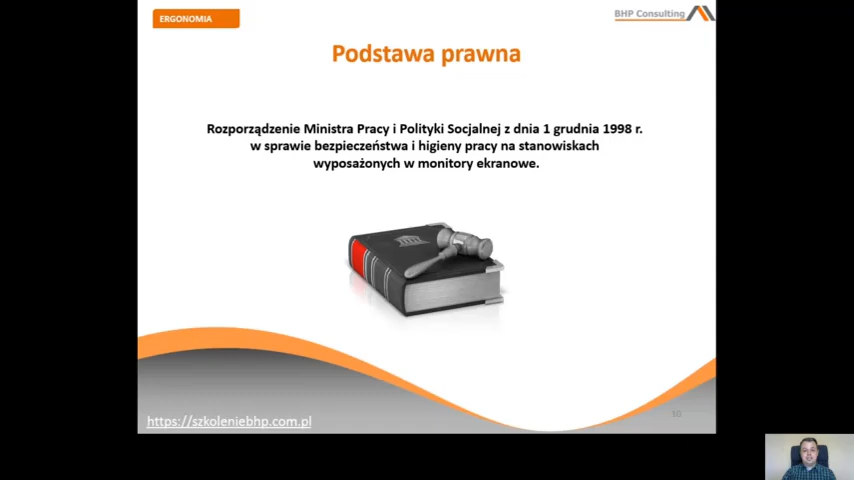 ERGONOMIA
BHP Consulting
Podstawa prawna
Rozporządzenie Ministra Pracy i Polityki Socjalnej z dnia 1 grudnia 1998 r.
w sprawie bezpieczeństwa i higieny pracy na stanowiskach
wyposażonych w monitory ekranowe.
10
https://szkoleniebhp.com.pl